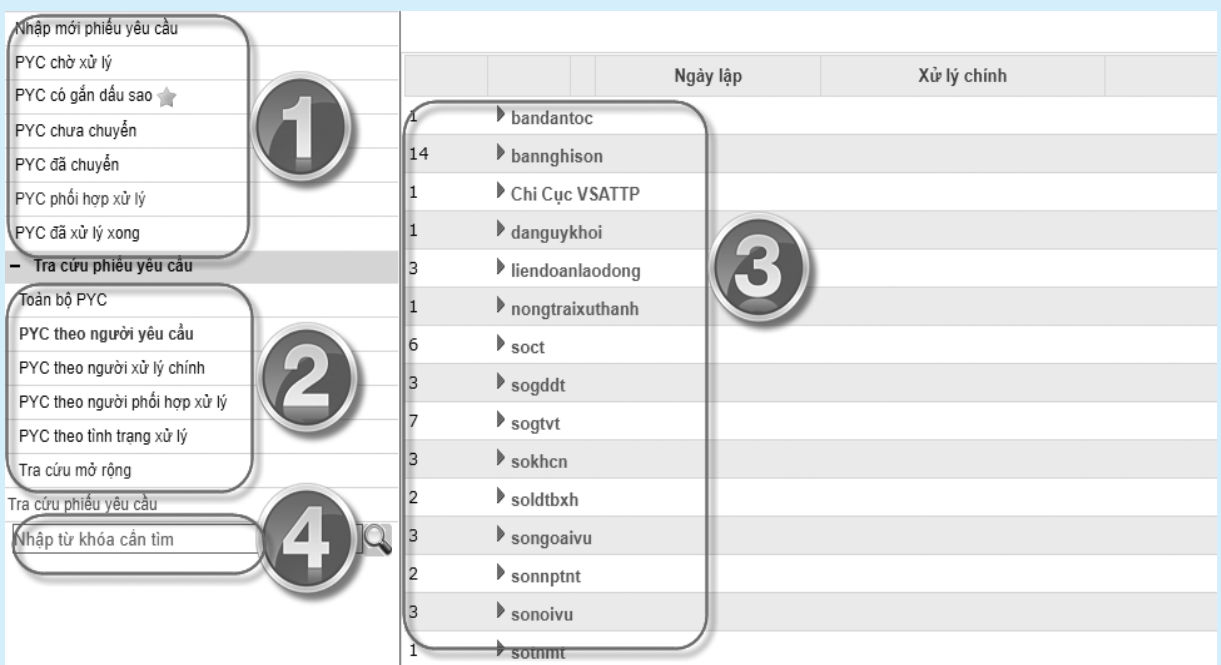 Nhập mới phiếu yêu cầu
PYC chờ xử lý
PYC có gắn dấu sao
PYC chưa chuyển
PYC đã chuyển
PYC phối hợp xử lý
PYC đã xử lý xong
1
− Tra cứu phiếu yêu cầu
Toàn bộ PYC
PYC theo người yêu cầu
PYC theo người xử lý chính
PYC theo người phối hợp xử lý
PYC theo tình trạng xử lý
Tra cứu mở rộng
2
Tra cứu phiếu yêu cầu
Nhập từ khóa cần tìm
4
Ngày lập Xử lý chính
1 bandantoc
14 bannghison
1 Chi Cục VSATTP
1 danguykhoi
3 liendoanlaodong
1 nongtraixuthanh
6 soct
3 sogddt
7 sogtvt
3 sokhcn
2 soldtbxh
3 songoaivu
2 sonnptnt
3 sonoivu
1 sotnmt
3